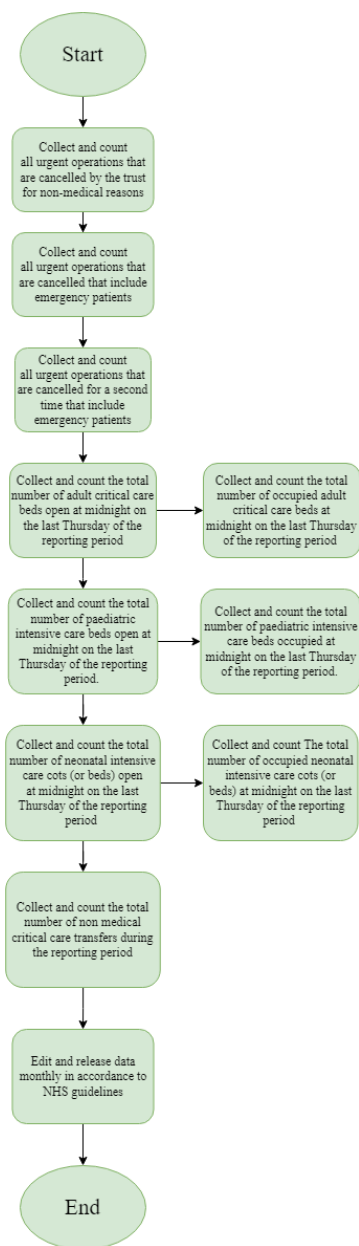 Start
Collect and count
all urgent operations that
are cancelled by the trust
for non-medical reasons
Collect and count
all urgent operations that
are cancelled that include
emergency patients
Collect and count
all urgent operations that
are cancelled for a second
time that include
emergency patients
Collect and count the total
number of adult critical care
beds open at midnight on
the last Thursday of the
reporting period
Collect and count the total
number of occupied adult
critical care beds at
midnight on the last Thursday
of the reporting period
Collect and count the total
number of paediatric
intensive care beds open at
midnight on the last
Thursday of the reporting
period.
Collect and count the total
number of paediatric intensive
care beds occupied at
midnight on the last Thursday
of the reporting period.
Collect and count the total
number of neonatal intensive
care cots (or beds) open
at midnight on the last
Thursday of the reporting
period
Collect and count The total
number of occupied neonatal
intensive care cots (or
beds) at midnight on the last
Thursday of the reporting
period
Collect and count the total
number of non medical
critical care transfers during
the reporting period
Edit and release data
monthly in accordance to
NHS guidelines
End